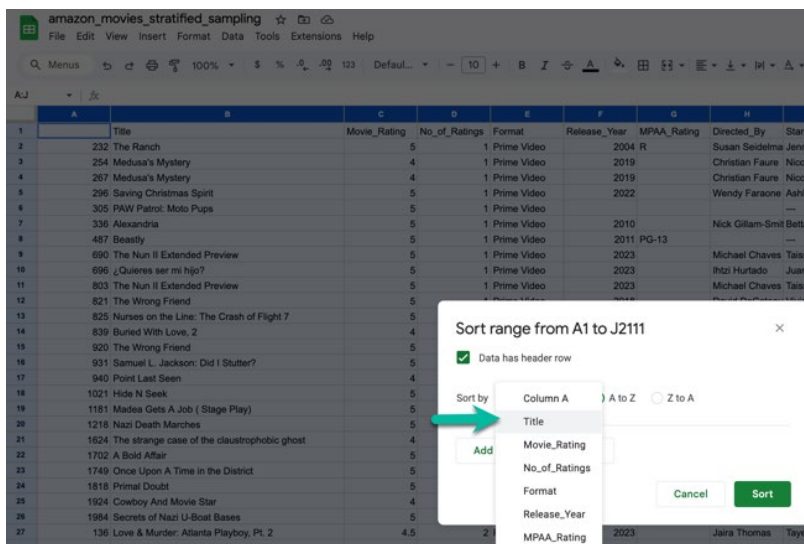 amazon_movies_stratified_sampling
File Edit View Insert Format Data Tools Extensions Help
Menus 100% $ % .0 .00 123 Defaul... 10 B I A
A:J fx
A B C D E F G H
1 Title Movie_Rating No_of_Ratings Format Release_Year MPAA_Rating Directed_By Star
2 232 The Ranch 5 1 Prime Video 2004 R Susan Seidelma Jenn
3 254 Medusa's Mystery 4 1 Prime Video 2019 Christian Faure Nicc
4 267 Medusa's Mystery 4 1 Prime Video 2019 Christian Faure Nicc
5 296 Saving Christmas Spirit 5 1 Prime Video 2022 Wendy Faraone Ashl
6 305 PAW Patrol: Moto Pups 5 1 Prime Video ---
7 336 Alexandria 5 1 Prime Video 2010 Nick Gillam-Smit Bett
8 487 Beastly 5 1 Prime Video 2011 PG-13 ---
9 690 The Nun II Extended Preview 5 1 Prime Video 2023 Michael Chaves Tais
10 696 ¿Quieres ser mi hijo? 5 1 Prime Video 2023 Ihtzi Hurtado Juan
11 803 The Nun II Extended Preview 5 1 Prime Video 2023 Michael Chaves Tais
12 821 The Wrong Friend 5
13 825 Nurses on the Line: The Crash of Flight 7 5
14 839 Buried With Love, 2 4
15 920 The Wrong Friend 5
16 931 Samuel L. Jackson: Did I Stutter? 5
17 940 Point Last Seen 4
18 1021 Hide N Seek 5
19 1181 Madea Gets A Job ( Stage Play) 5
20 1218 Nazi Death Marches 5
21 1624 The strange case of the claustrophobic ghost 4
22 1702 A Bold Affair 5
23 1749 Once Upon A Time in the District 5
24 1818 Primal Doubt 5
25 1924 Cowboy And Movie Star 4
26 1984 Secrets of Nazi U-Boat Bases 5
27 136 Love & Murder: Atlanta Playboy, Pt. 2 4.5 2 2023 Jaira Thomas Taye
Sort range from A1 to J2111
Data has header row
Sort by Column A A to Z Z to A
Title
Movie_Rating
Add
No_of_Ratings
Format
Cancel Sort
Release_Year
MPAA_Rating